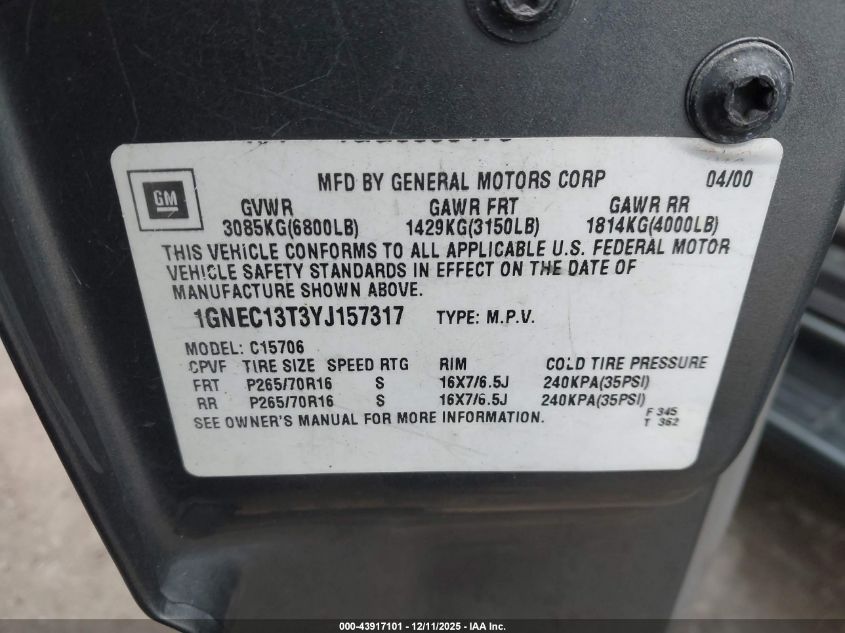 GM
MFD BY GENERAL MOTORS CORP 04/00
GVWR GAWR FRT GAWR RR
3085KG(6800LB) 1429KG(3150LB) 1814KG(4000LB)
THIS VEHICLE CONFORMS TO ALL APPLICABLE U.S. FEDERAL MOTOR
VEHICLE SAFETY STANDARDS IN EFFECT ON THE DATE OF
MANUFACTURE SHOWN ABOVE.
1GNEC13T3YJ157317 TYPE: M.P.V.
MODEL: C15706
CPVF TIRE SIZE SPEED RTG RIM COLD TIRE PRESSURE
FRT P265/70R16 S 16X7/6.5J 240KPA(35PSI)
RR P265/70R16 S 16X7/6.5J 240KPA(35PSI)
SEE OWNER'S MANUAL FOR MORE INFORMATION.
F 345
T 362
000-43917101 - 12/11/2025 - IAA Inc.